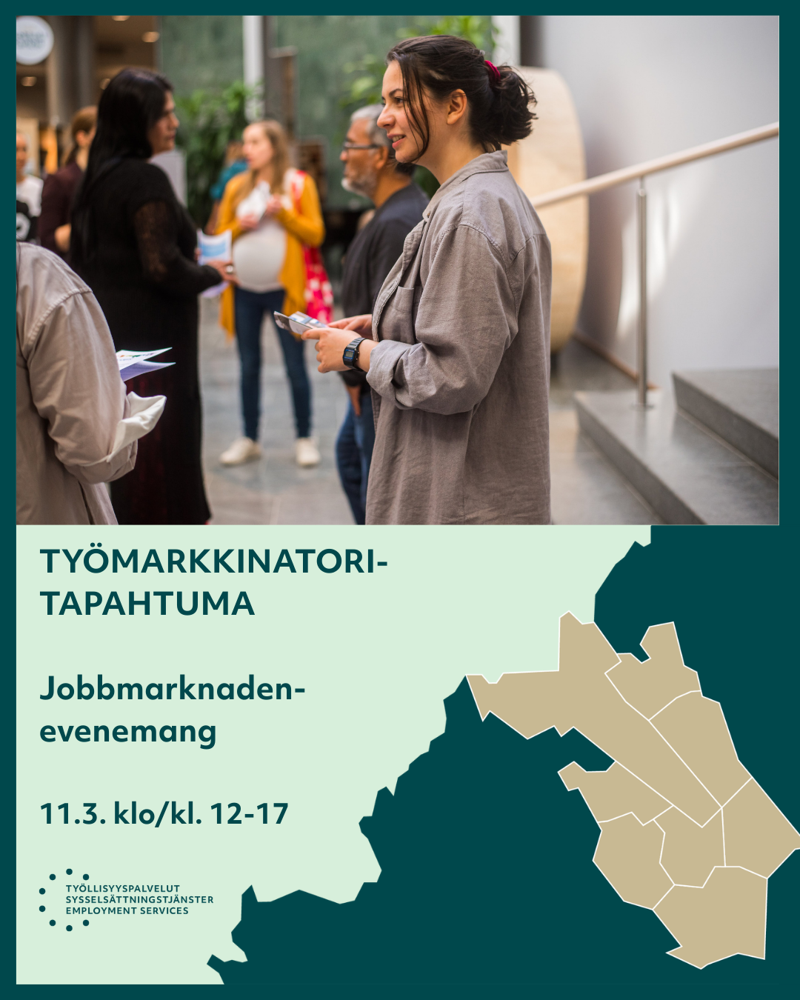 TYÖMARKKINATORI-
TAPAHTUMA
Jobbmarknaden-
evenemang
11.3. klo/kl. 12-17
TYÖLLISYYSPALVELUT
SYSSELSÄTTNINGSTJÄNSTER
EMPLOYMENT SERVICES